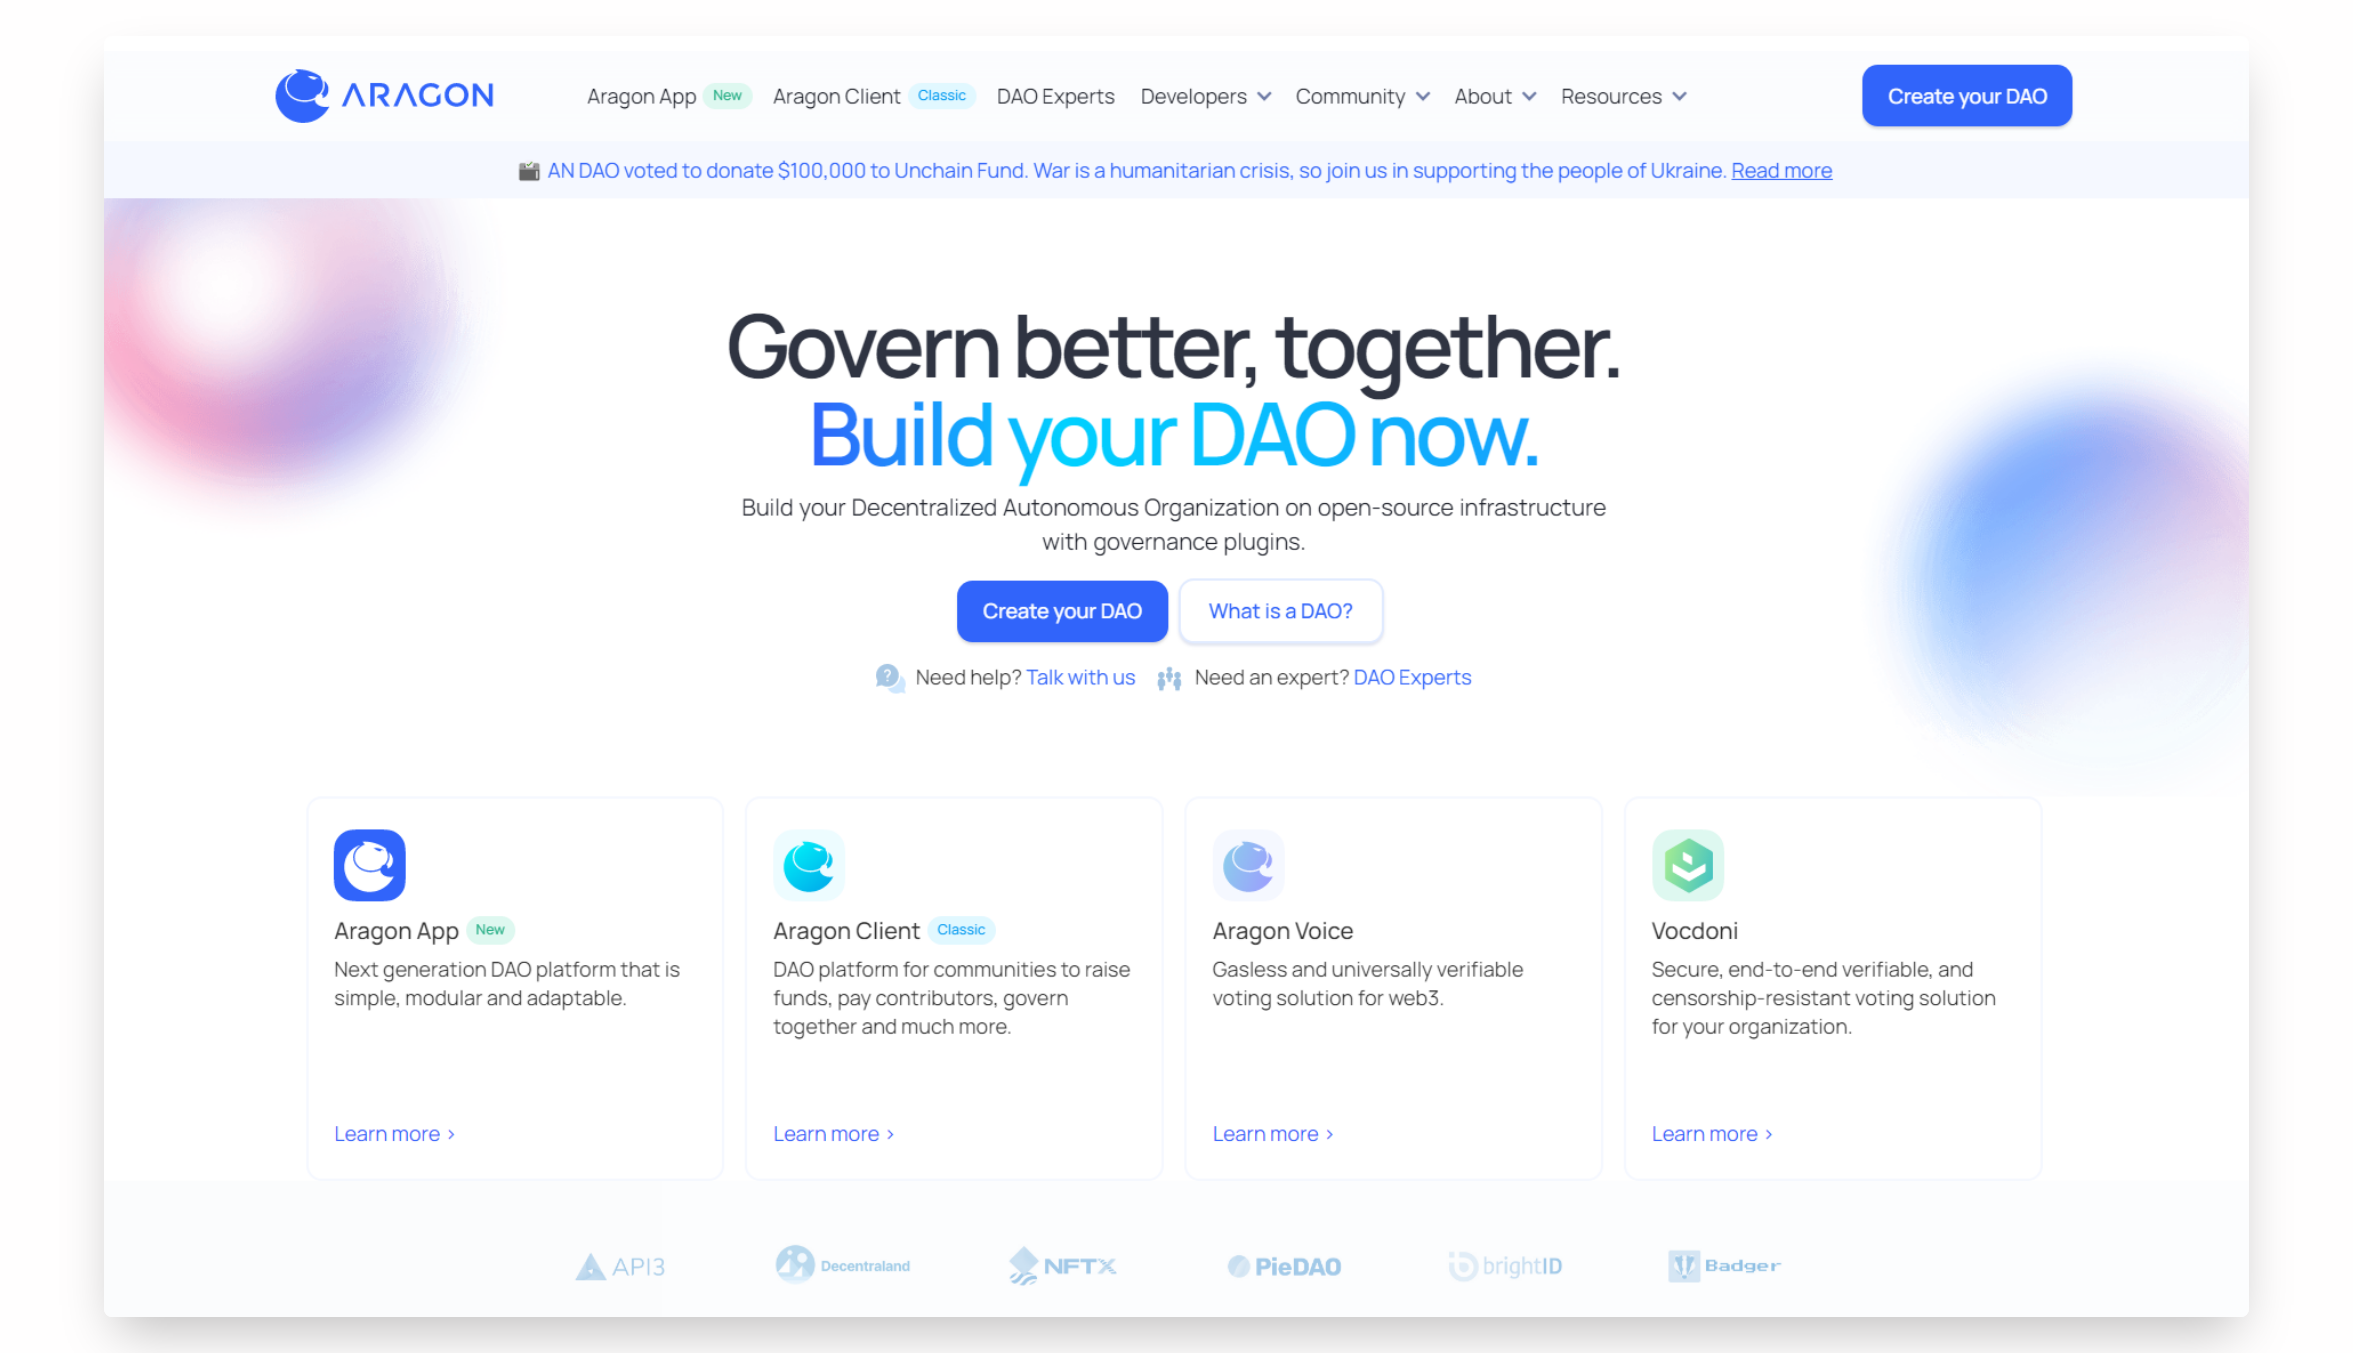 ARAGON
Aragon App New Aragon Client Classic DAO Experts Developers Community About Resources
Create your DAO
AN DAO voted to donate $100,000 to Unchain Fund. War is a humanitarian crisis, so join us in supporting the people of Ukraine. Read more
Govern better, together.
Build your DAO now.
Build your Decentralized Autonomous Organization on open-source infrastructure
with governance plugins.
Create your DAO
What is a DAO?
Need help? Talk with us
Need an expert? DAO Experts
Aragon App New
Next generation DAO platform that is
simple, modular and adaptable.
Learn more ›
Aragon Client Classic
DAO platform for communities to raise
funds, pay contributors, govern
together and much more.
Learn more ›
Aragon Voice
Gasless and universally verifiable
voting solution for web3.
Learn more ›
Vocdoni
Secure, end-to-end verifiable, and
censorship-resistant voting solution
for your organization.
Learn more ›
API3
Decentraland
NFTX
PieDAO
brightID
Badger